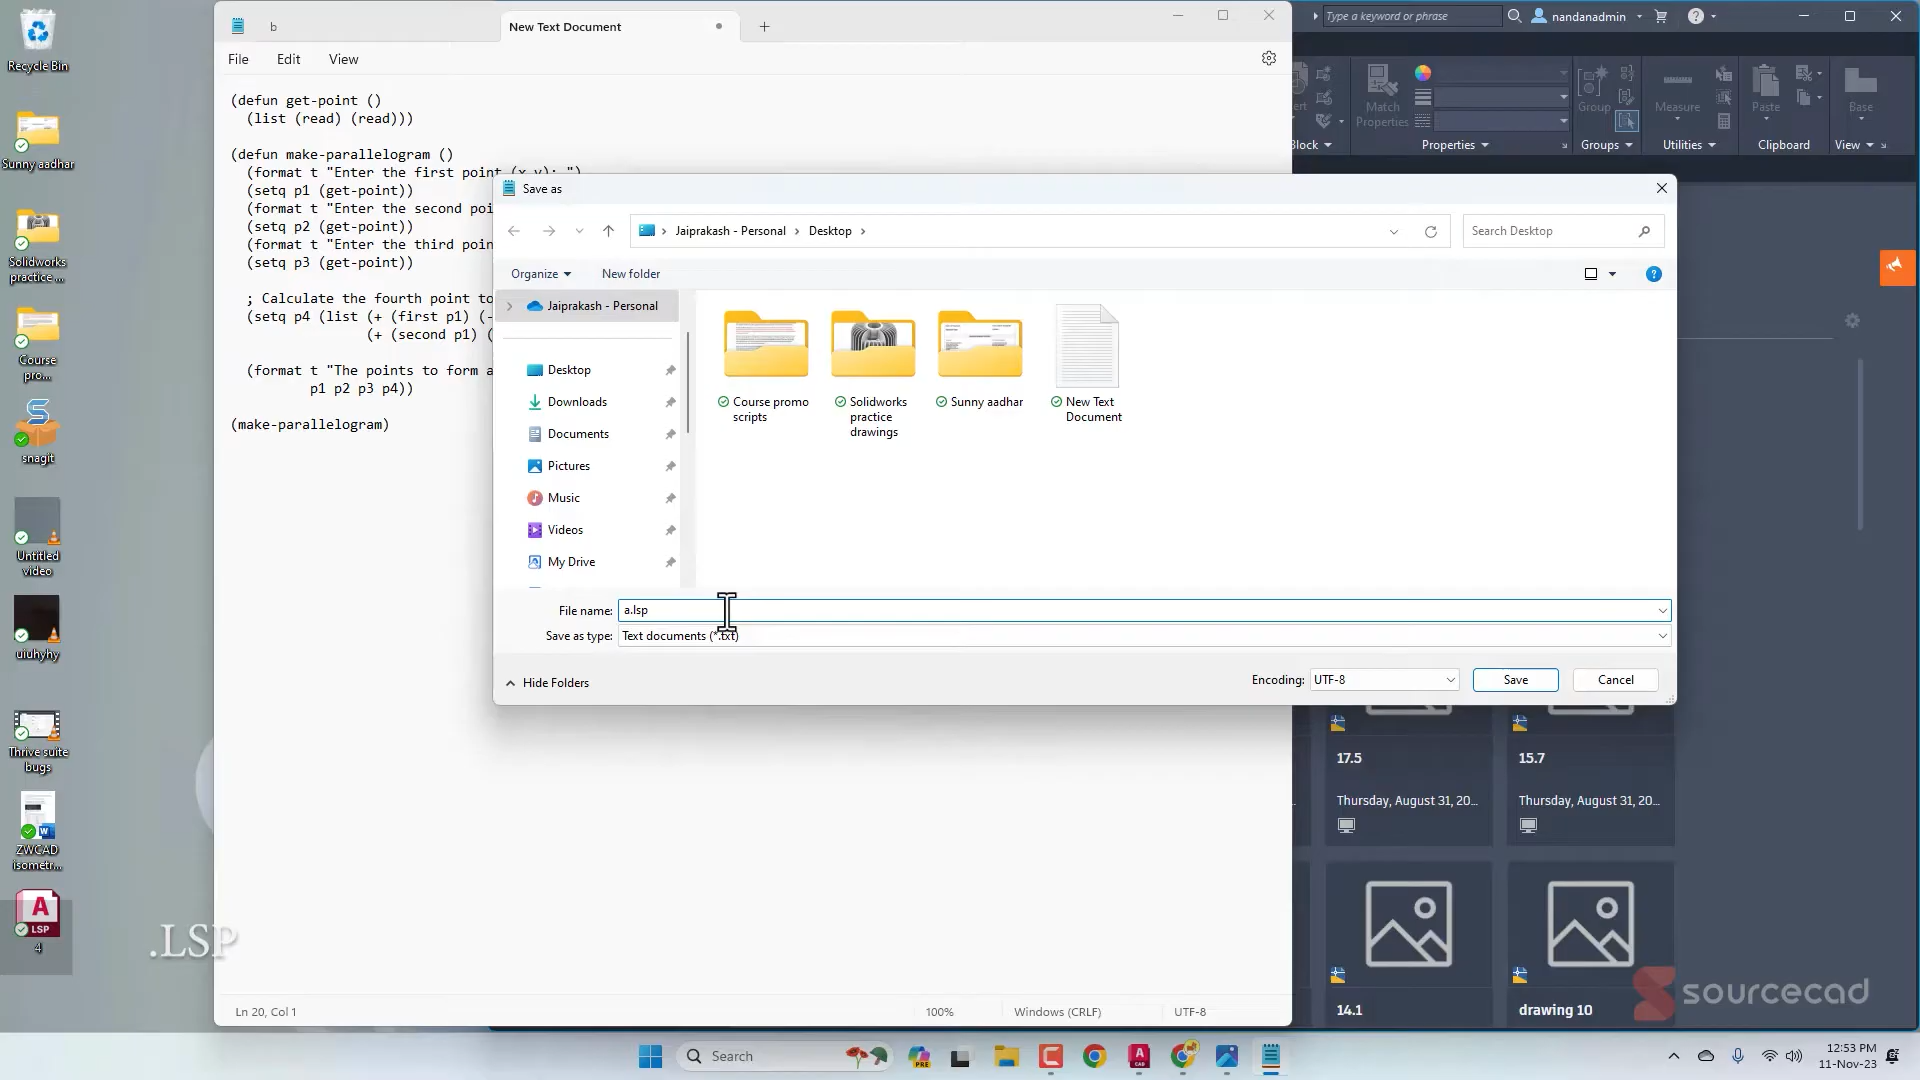 Recycle Bin
Sunny aadhar
Solidworks
practice ...
Course
pro...
snagit
Untitled
video
uiuhyhy
Thrive suite
bugs
ZWCAD
isometr...
A
LSP
4
.LSP
b
New Text Document
File
Edit
View
(defun get-point ()
(list (read) (read)))
(defun make-parallelogram ()
(format t "Enter the first point (x y): ")
(setq p1 (get-point))
(format t "Enter the second poi
(setq p2 (get-point))
(format t "Enter the third poin
(setq p3 (get-point))
; Calculate the fourth point to
(setq p4 (list (+ (first p1) (-
(+ (second p1) (
(format t "The points to form a
p1 p2 p3 p4))
(make-parallelogram)
Save as
Jaiprakash - Personal
Desktop
Search Desktop
Organize
New folder
Jaiprakash - Personal
Desktop
Downloads
Documents
Pictures
Music
Videos
My Drive
Course promo
scripts
Solidworks
practice
drawings
Sunny aadhar
New Text
Document
File name: a.lsp
Save as type: Text documents (*.txt)
Hide Folders
Encoding: UTF-8
Save
Cancel
Ln 20, Col 1
100%
Windows (CRLF)
UTF-8
Type a keyword or phrase
nandanadmin
Match
Properties
Group
Measure
Paste
Base
Block
Properties
Groups
Utilities
Clipboard
View
17.5
Thursday, August 31, 20...
15.7
Thursday, August 31, 20...
14.1
drawing 10
sourcecad
Search
PRE
12:53 PM
11-Nov-23